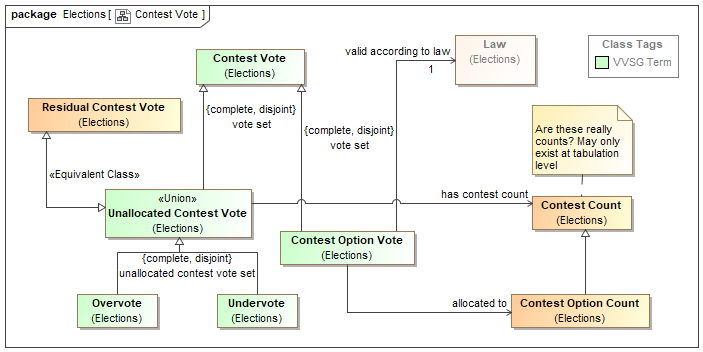 package Elections [ Contest Vote ]
Contest Vote
(Elections)
valid according to law
1
Law
(Elections)
Class Tags
VVSG Term
Residual Contest Vote
(Elections)
{complete, disjoint}
vote set
{complete, disjoint}
vote set
Are these really
counts? May only
exist at tabulation
level
«Equivalent Class»
«Union»
Unallocated Contest Vote
(Elections)
has contest count
Contest Count
(Elections)
Contest Option Vote
(Elections)
{complete, disjoint}
unallocated contest vote set
Overvote
(Elections)
Undervote
(Elections)
allocated to
Contest Option Count
(Elections)